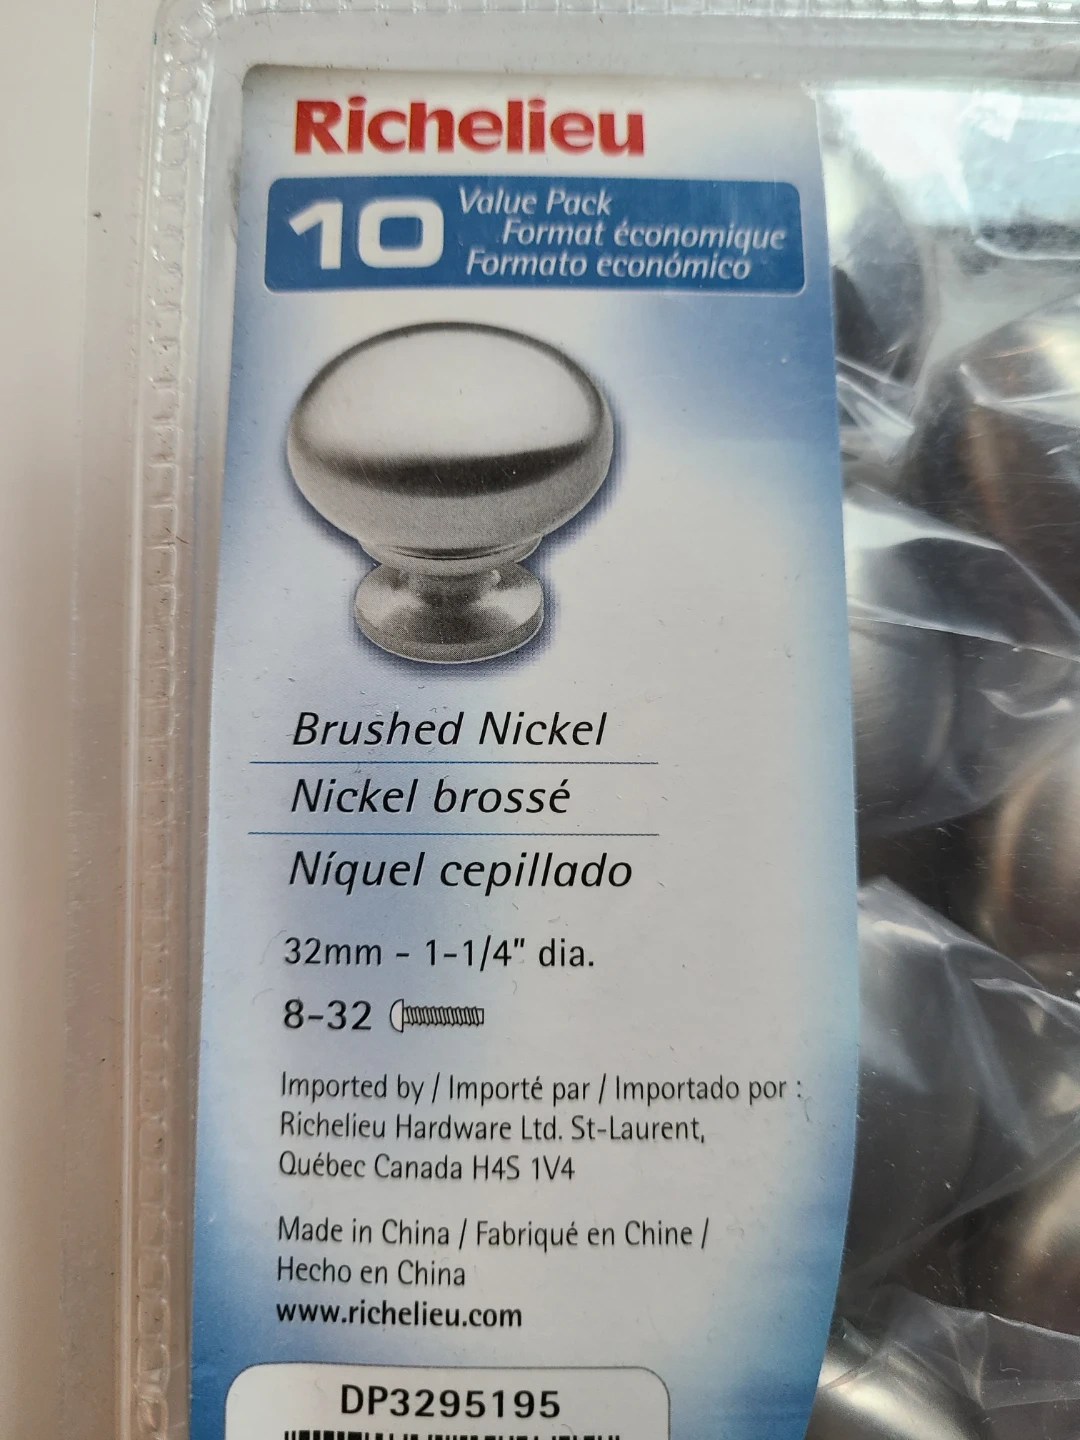 Richelieu
10
Value Pack
Format économique
Formato económico
Brushed Nickel
Nickel brossé
Níquel cepillado
32mm - 1-1/4" dia.
8-32
Imported by / Importé par / Importado por :
Richelieu Hardware Ltd. St-Laurent,
Québec Canada H4S 1V4
Made in China / Fabriqué en Chine /
Hecho en China
www.richelieu.com
DP3295195